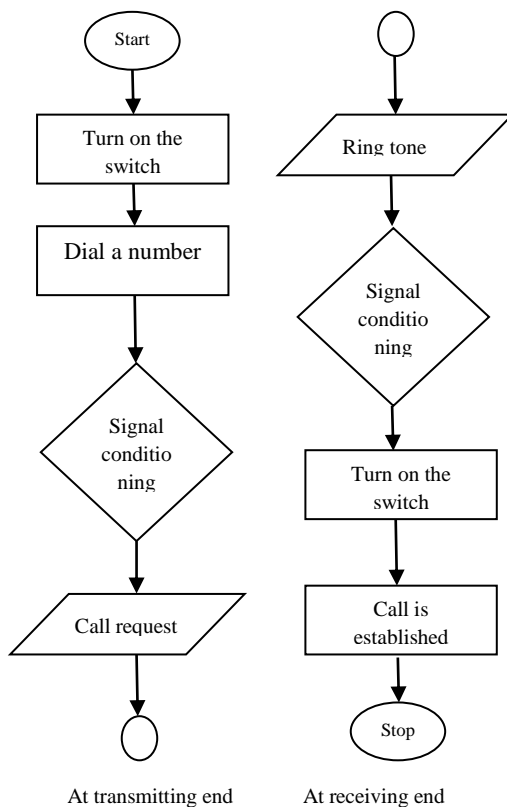 Start
Turn on the
switch
Dial a number
Signal
conditio
ning
Call request
At transmitting end
Ring tone
Signal
conditio
ning
Turn on the
switch
Call is
established
Stop
At receiving end